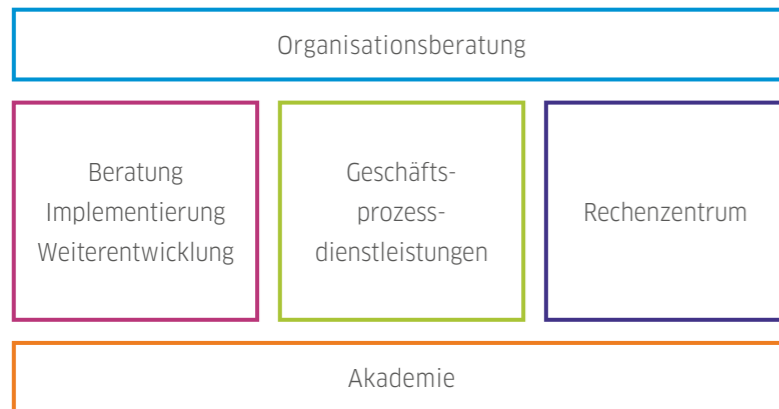 Organisationsberatung
Beratung
Implementierung
Weiterentwicklung
Geschäfts-
prozess-
dienstleistungen
Rechenzentrum
Akademie